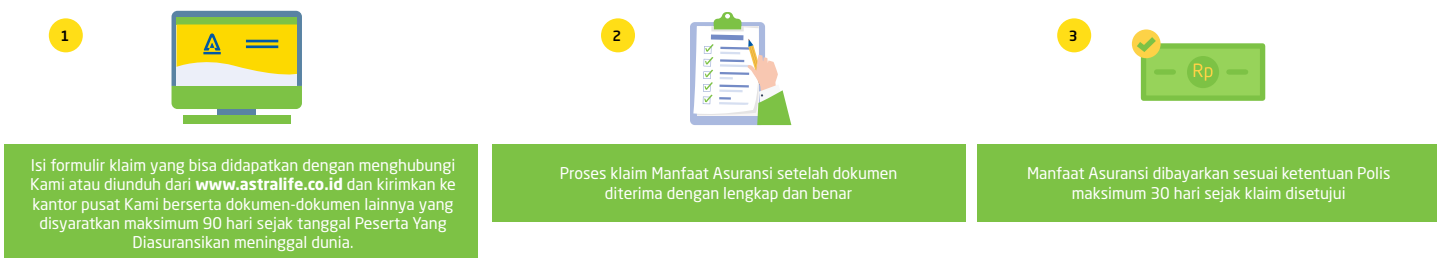 1
Isi formulir klaim yang bisa didapatkan dengan menghubungi
Kami atau diunduh dari www.astralife.co.id dan kirimkan ke
kantor pusat Kami berserta dokumen-dokumen lainnya yang
disyaratkan maksimum 90 hari sejak tanggal Peserta Yang
Diasuransikan meninggal dunia.
2
Proses klaim Manfaat Asuransi setelah dokumen
diterima dengan lengkap dan benar
3
Rp
Manfaat Asuransi dibayarkan sesuai ketentuan Polis
maksimum 30 hari sejak klaim disetujui